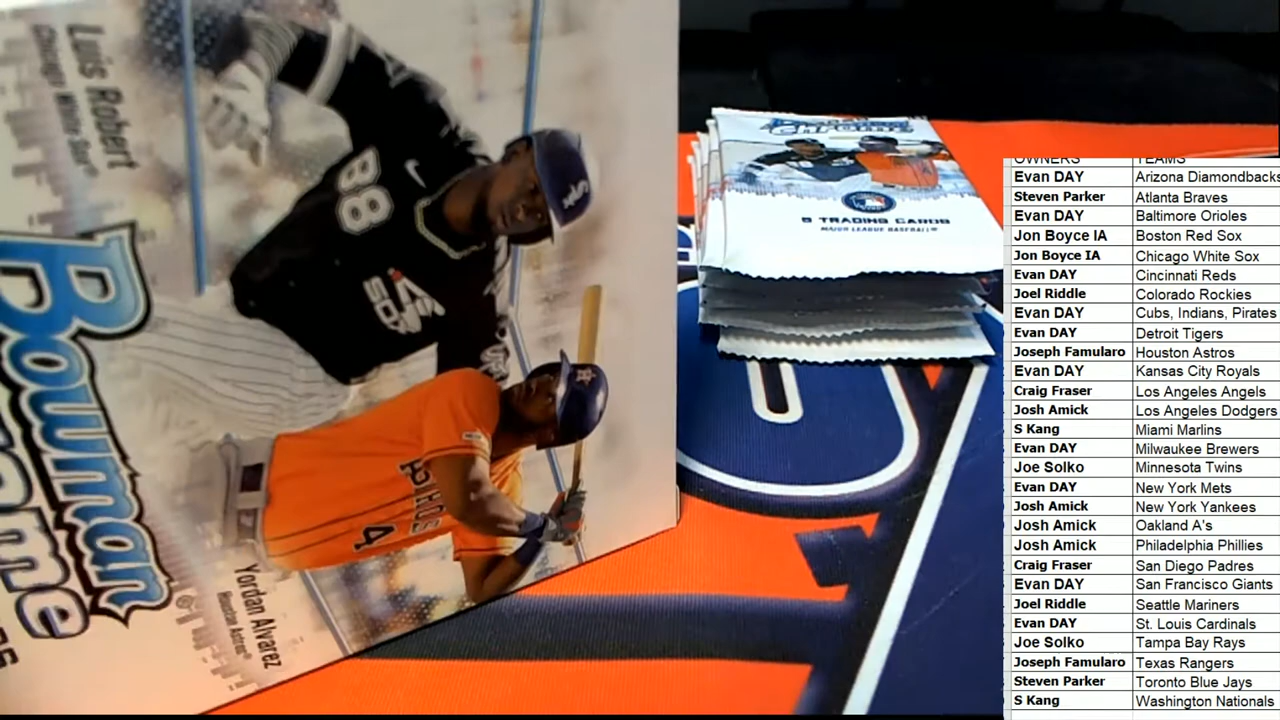 Luis Robert
Chicago White Sox
88
SOX
Bowman
Yordan Alvarez
Houston Astros
4
CHROME
5 TRADING CARDS
MAJOR LEAGUE BASEBALL
OWNERS TEAMS
Evan DAY Arizona Diamondbacks
Steven Parker Atlanta Braves
Evan DAY Baltimore Orioles
Jon Boyce IA Boston Red Sox
Jon Boyce IA Chicago White Sox
Evan DAY Cincinnati Reds
Joel Riddle Colorado Rockies
Evan DAY Cubs, Indians, Pirates
Evan DAY Detroit Tigers
Joseph Famularo Houston Astros
Evan DAY Kansas City Royals
Craig Fraser Los Angeles Angels
Josh Amick Los Angeles Dodgers
S Kang Miami Marlins
Evan DAY Milwaukee Brewers
Joe Solko Minnesota Twins
Evan DAY New York Mets
Josh Amick New York Yankees
Josh Amick Oakland A's
Josh Amick Philadelphia Phillies
Craig Fraser San Diego Padres
Evan DAY San Francisco Giants
Joel Riddle Seattle Mariners
Evan DAY St. Louis Cardinals
Joe Solko Tampa Bay Rays
Joseph Famularo Texas Rangers
Steven Parker Toronto Blue Jays
S Kang Washington Nationals